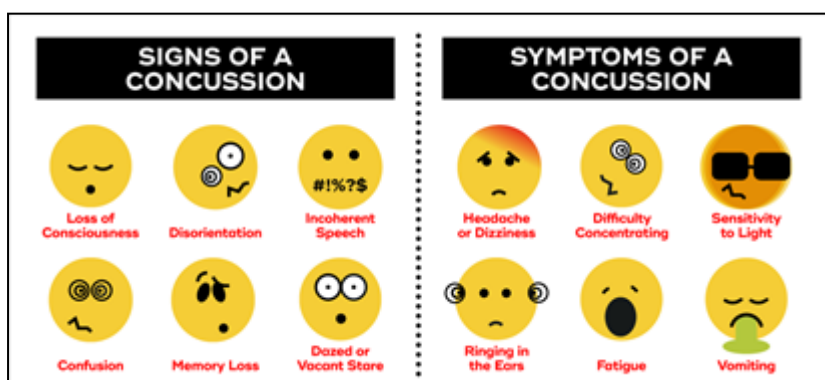 SIGNS OF A
CONCUSSION
Loss of
Consciousness
Disorientation
#!%?$
Incoherent
Speech
Confusion
Memory Loss
Dazed or
Vacant Stare
SYMPTOMS OF A
CONCUSSION
Headache
or Dizziness
Difficulty
Concentrating
Sensitivity
to Light
Ringing in
the Ears
Fatigue
Vomiting